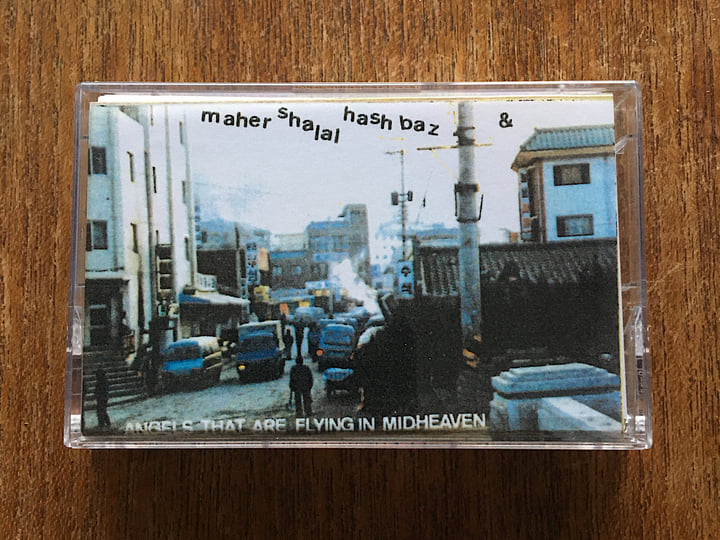 maher shalal hash baz &
ANGELS THAT ARE FLYING IN MIDHEAVEN